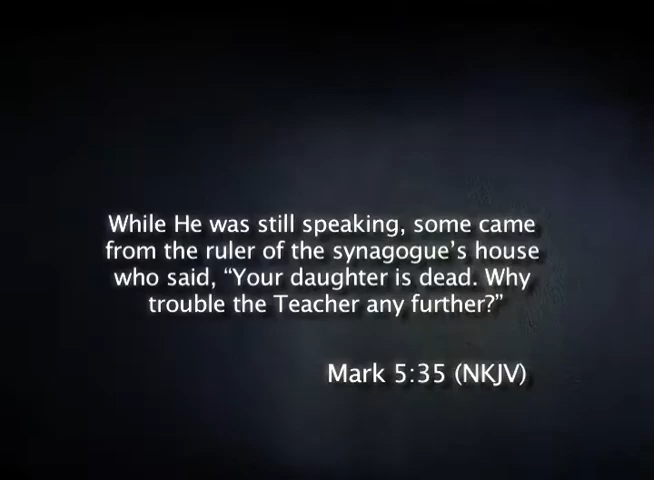 While He was still speaking, some came
from the ruler of the synagogue’s house
who said, “Your daughter is dead. Why
trouble the Teacher any further?”
Mark 5:35 (NKJV)